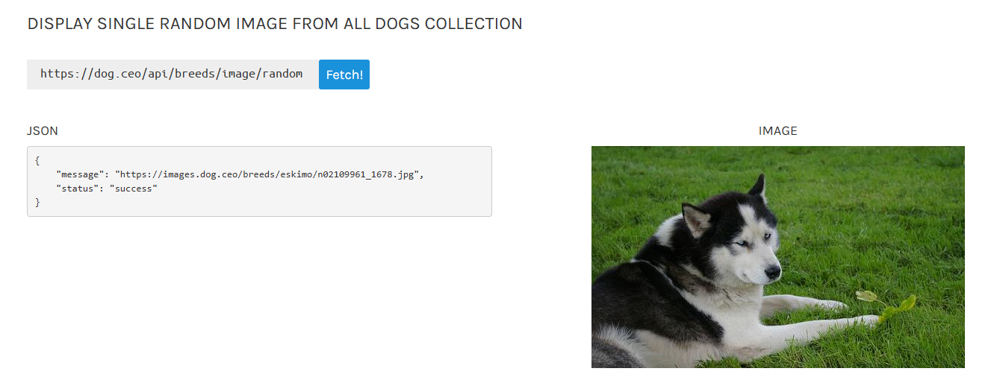 DISPLAY SINGLE RANDOM IMAGE FROM ALL DOGS COLLECTION
https://dog.ceo/api/breeds/image/random Fetch!
JSON
{
    "message": "https://images.dog.ceo/breeds/eskimo/n02109961_1678.jpg",
    "status": "success"
}
IMAGE